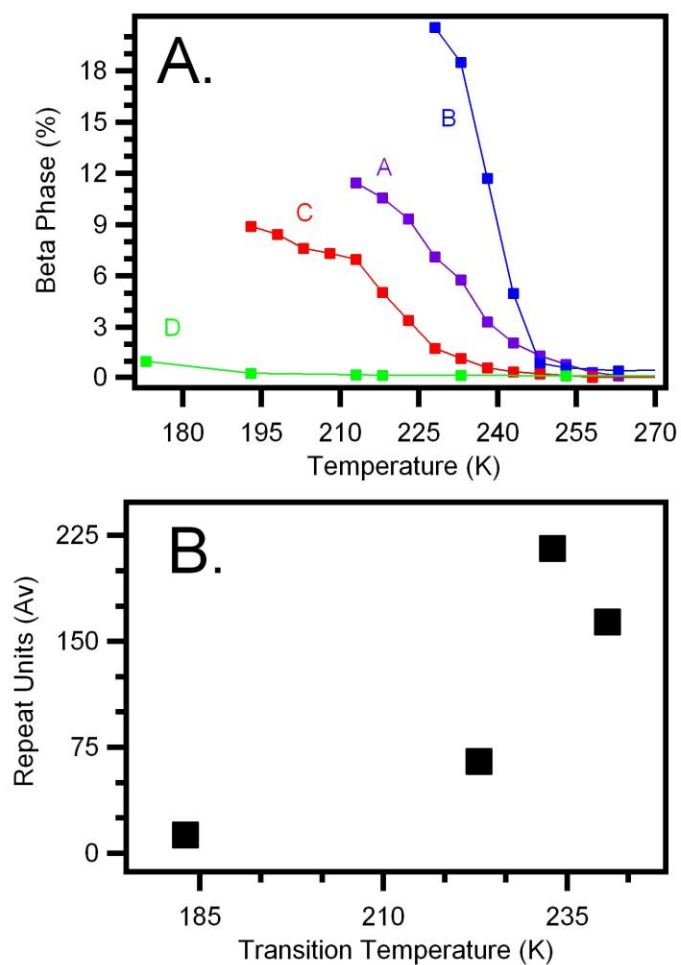 A.
Beta Phase (%)
18
15
12
9
6
3
0
B
A
C
D
180 195 210 225 240 255 270
Temperature (K)
B.
Repeat Units (Av)
225
150
75
0
185 210 235
Transition Temperature (K)